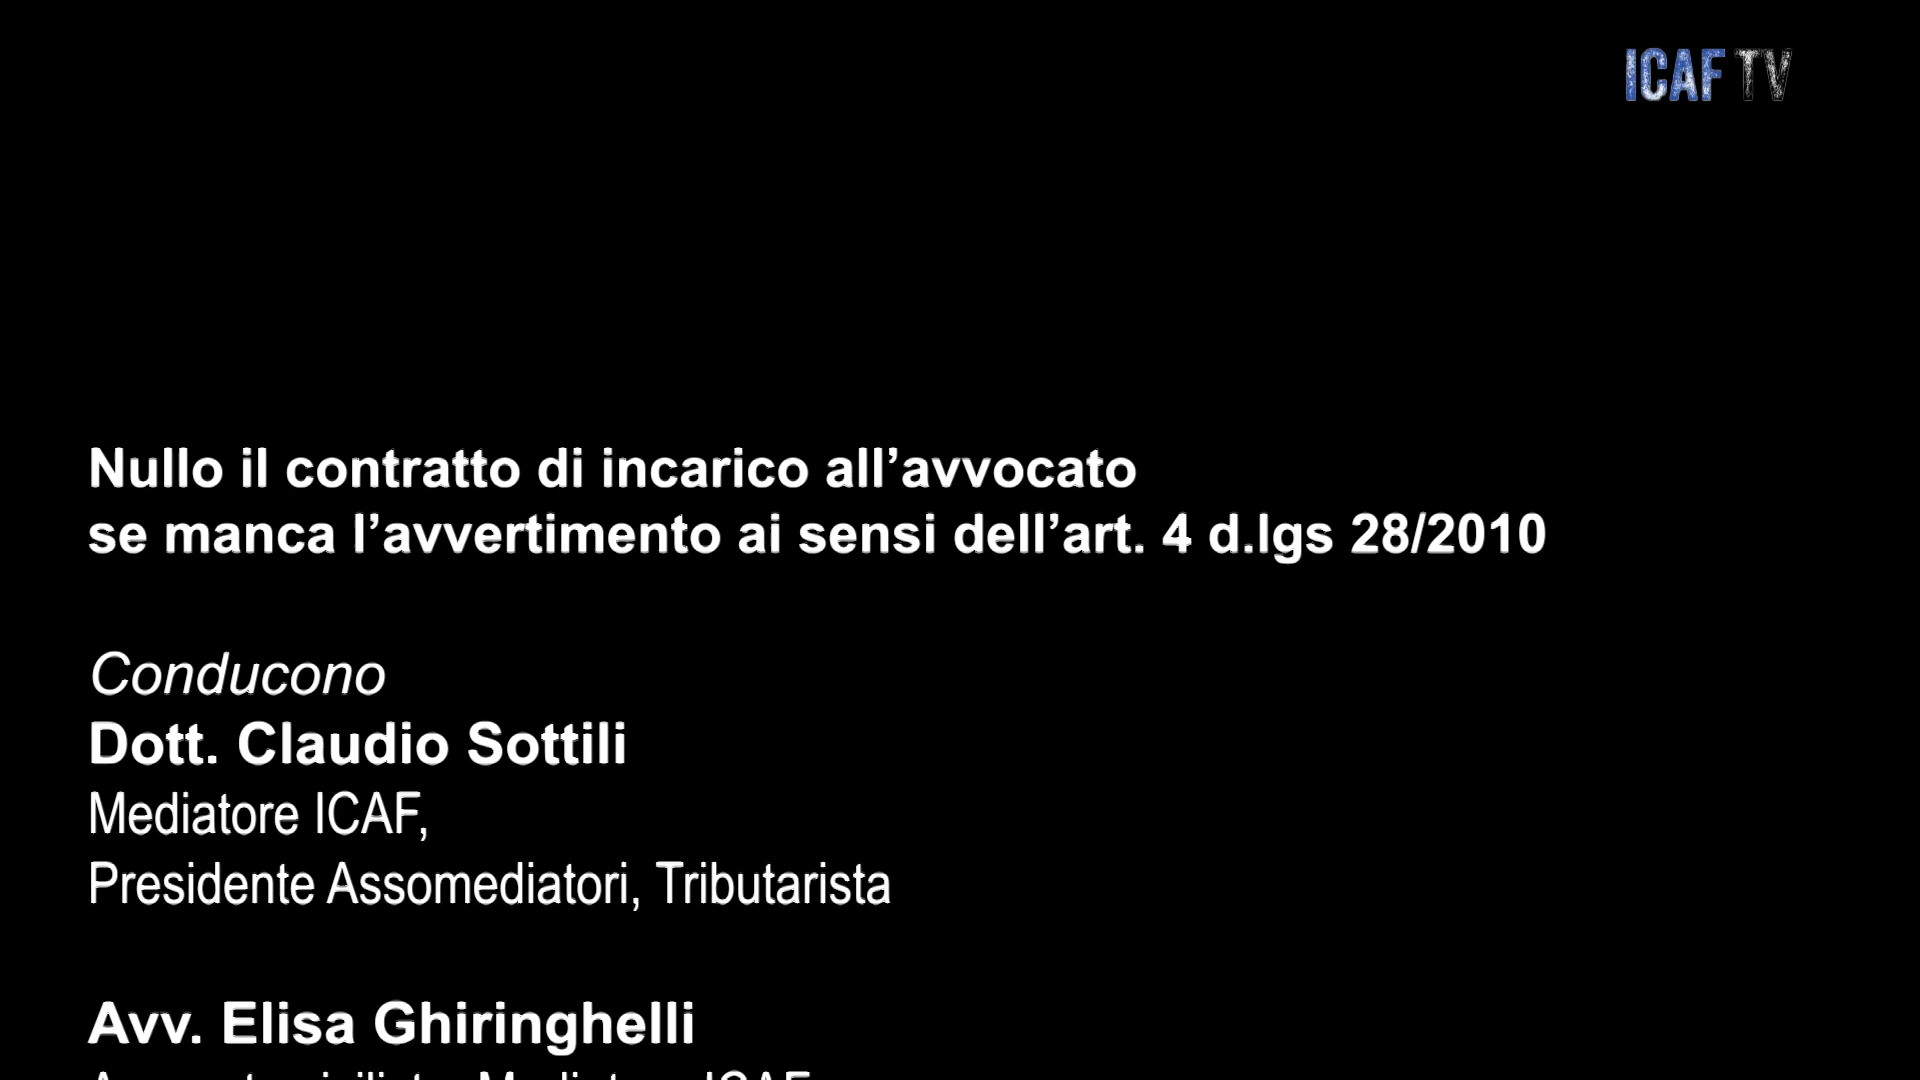 ICAF TV
Nullo il contratto di incarico all’avvocato
se manca l’avvertimento ai sensi dell’art. 4 d.lgs 28/2010
Conducono
Dott. Claudio Sottili
Mediatore ICAF,
Presidente Assomediatori, Tributarista
Avv. Elisa Ghiringhelli